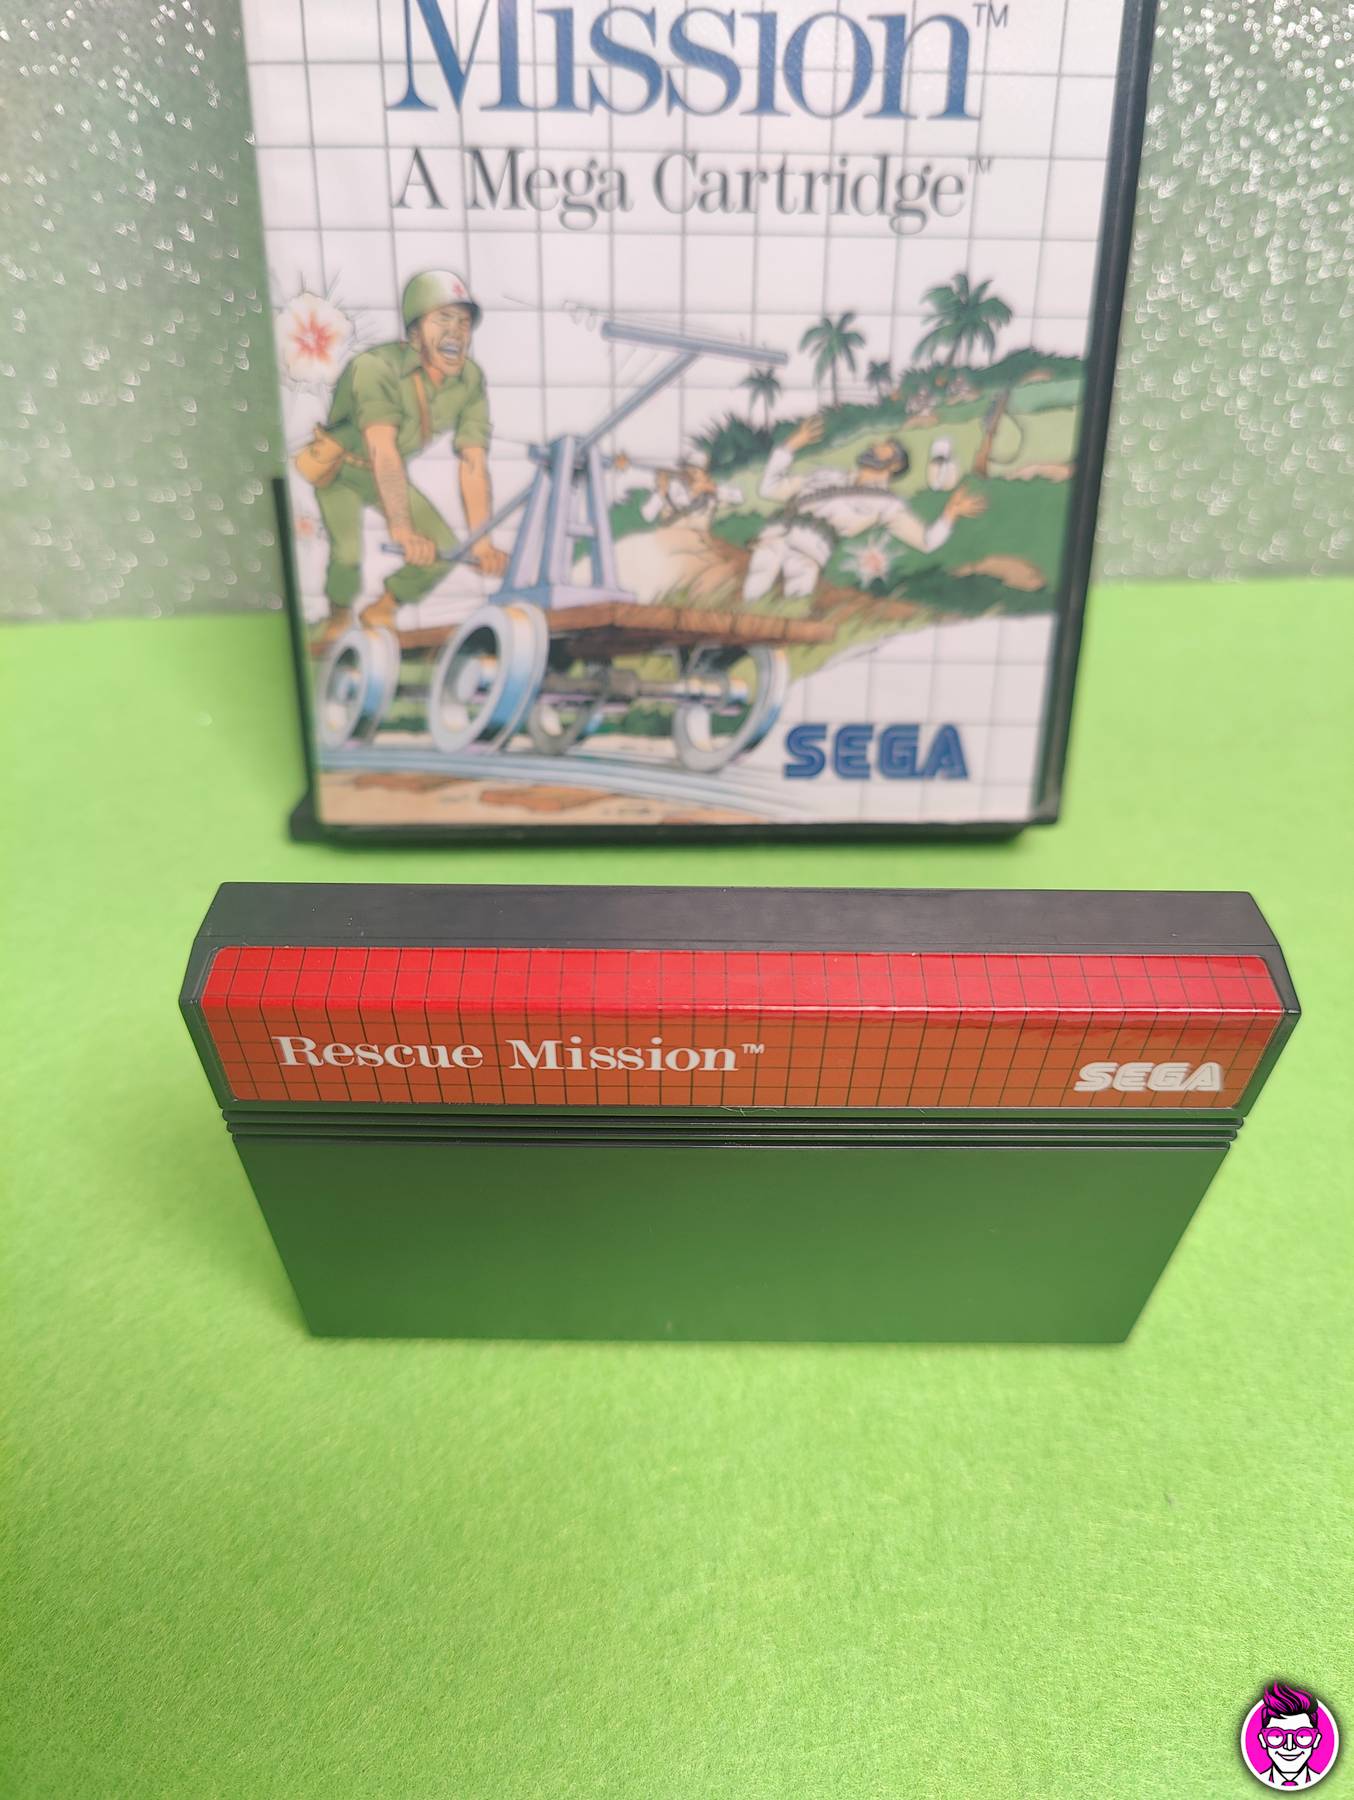 Mission™
A Mega Cartridge™
SEGA
Rescue Mission™
SEGA